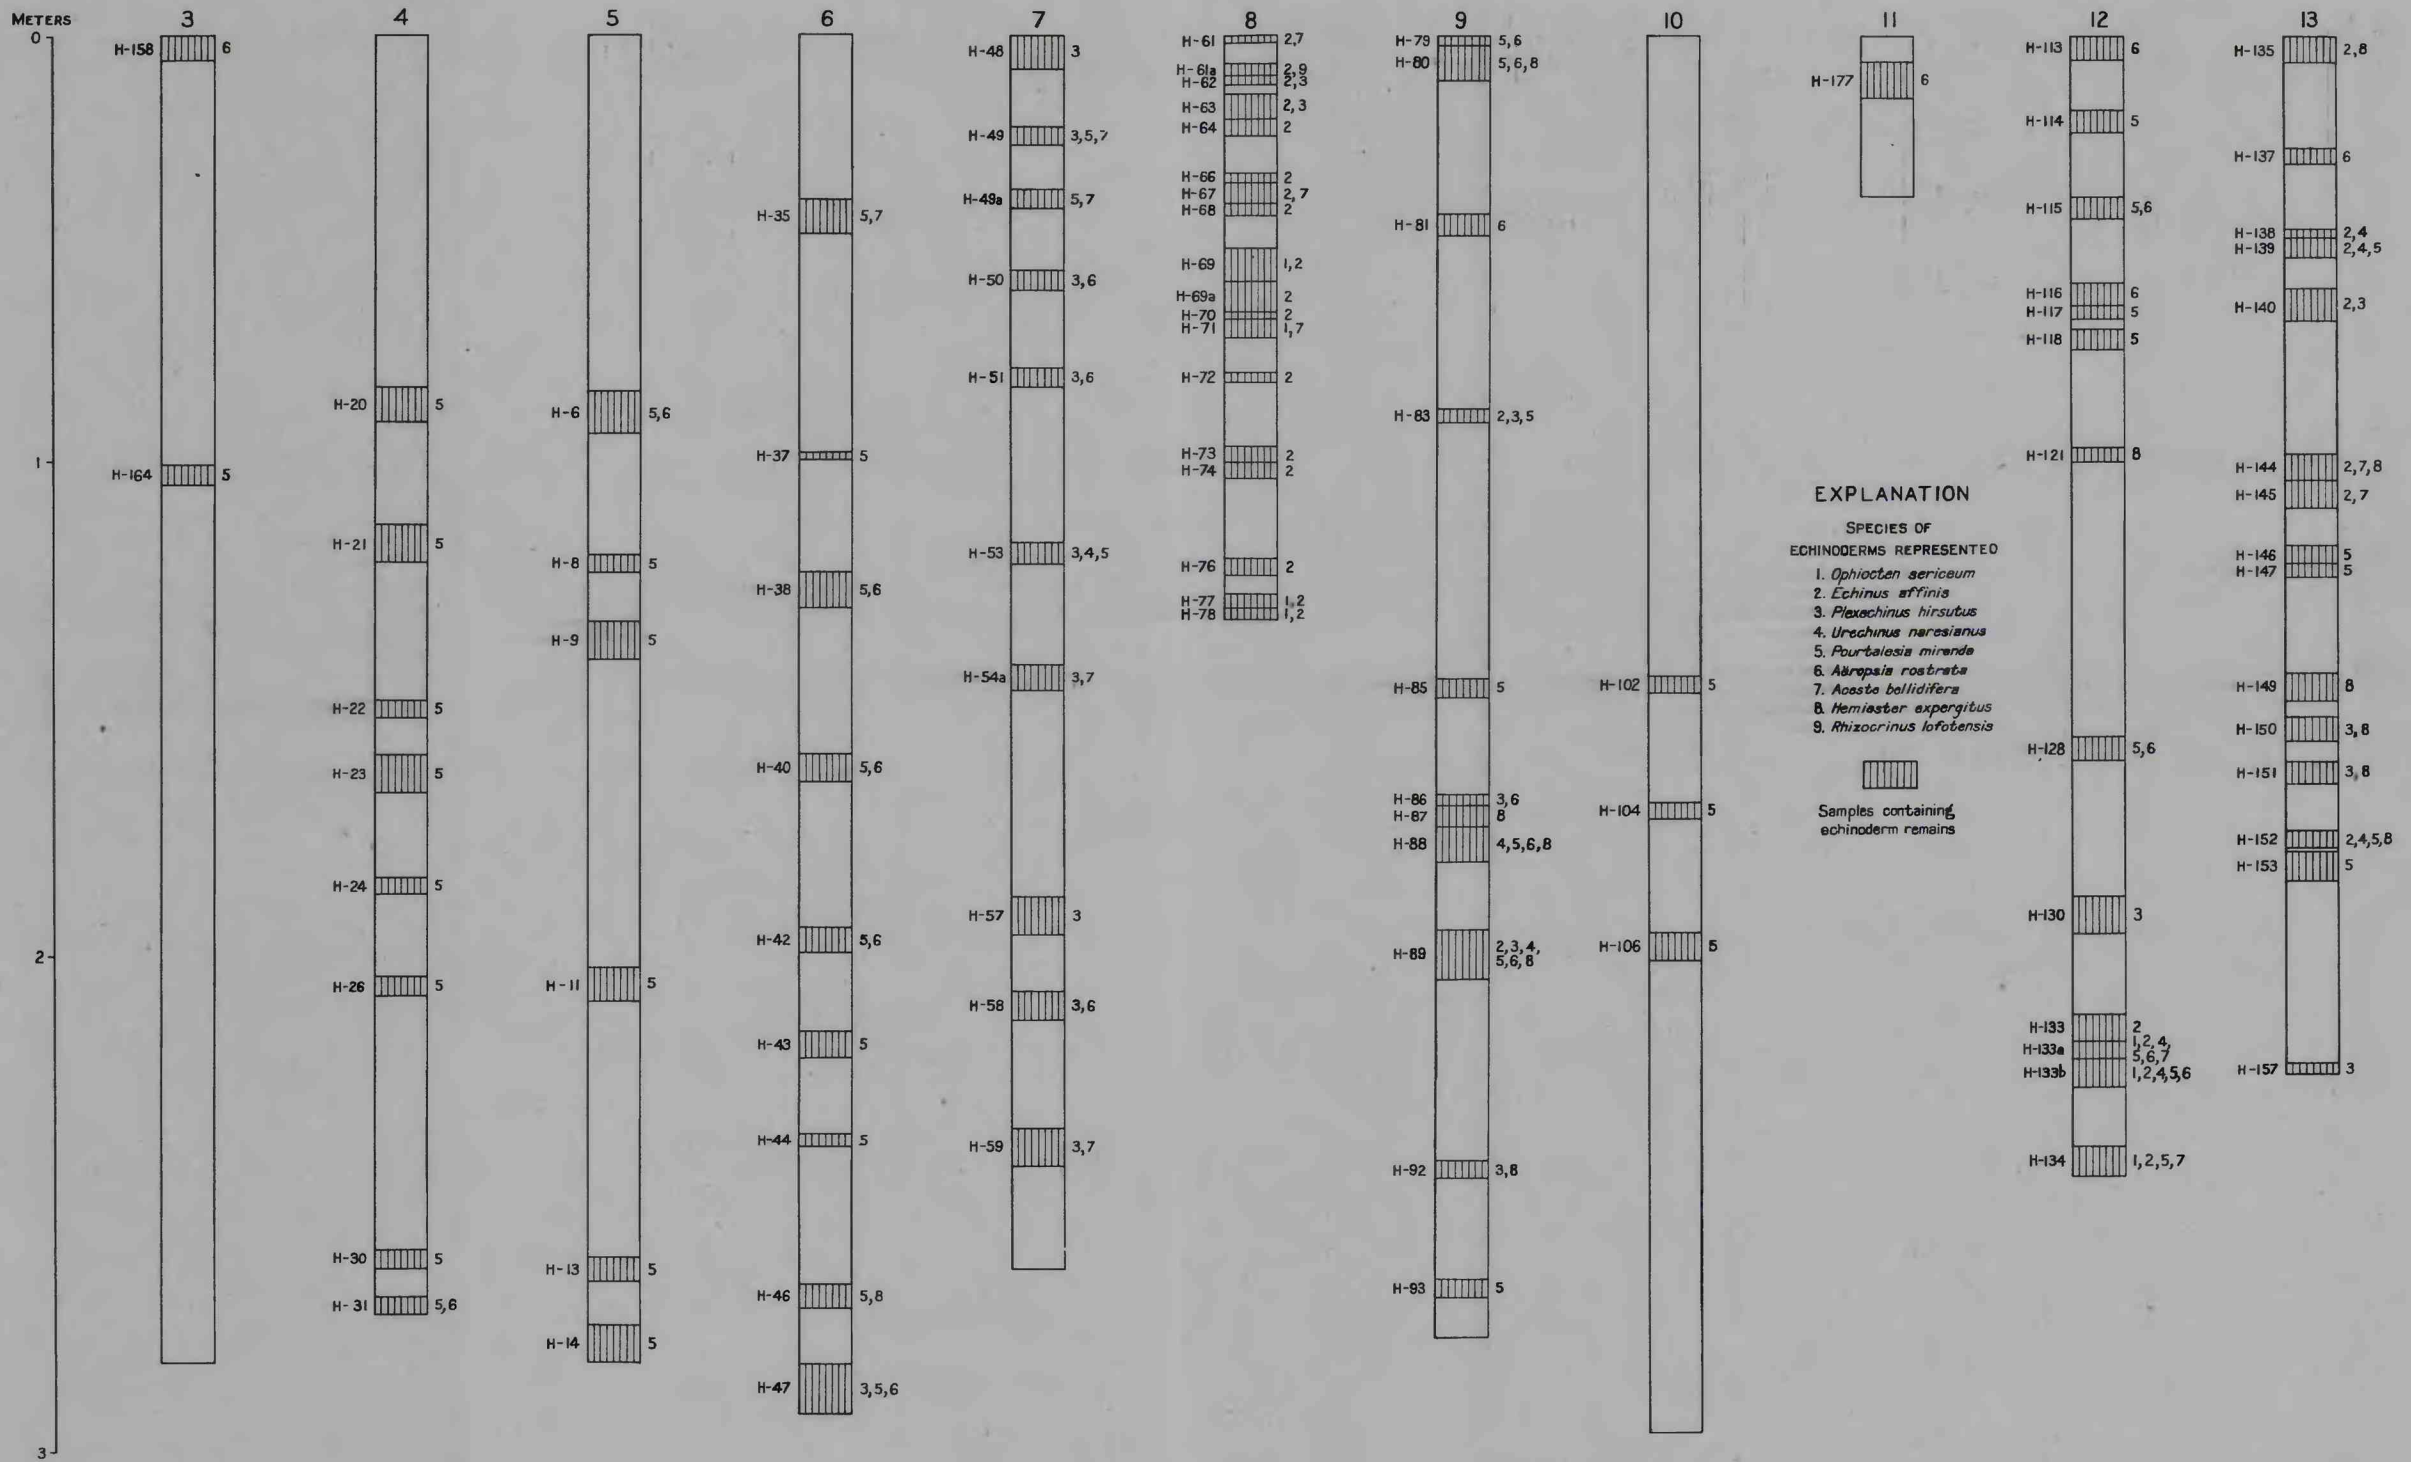 METERS
0
1
2
3
3
H-158 6
H-164 5
4
H-20 5
H-21 5
H-22 5
H-23 5
H-24 5
H-26 5
H-30 5
H-31 5,6
5
H-6 5,6
H-8 5
H-9 5
H-11 5
H-13 5
H-14 5
6
H-35 5,7
H-37 5
H-38 5,6
H-40 5,6
H-42 5,6
H-43 5
H-44 5
H-46 5,8
H-47 3,5,6
7
H-48 3
H-49 3,5,7
H-49a 5,7
H-50 3,6
H-51 3,6
H-53 3,4,5
H-54a 3,7
H-57 3
H-58 3,6
H-59 3,7
8
H-61 2,7
H-61a 2,9
H-62 2,3
H-63 2,3
H-64 2
H-66 2
H-67 2,7
H-68 2
H-69 1,2
H-69a 2
H-70 2
H-71 1,7
H-72 2
H-73 2
H-74 2
H-76 2
H-77 1,2
H-78 1,2
9
H-79 5,6
H-80 5,6,8
H-81 6
H-83 2,3,5
H-85 5
H-86 3,6
H-87 8
H-88 4,5,6,8
H-89 2,3,4,
5,6,8
H-92 3,8
H-93 5
10
H-102 5
H-104 5
H-106 5
11
H-177 6
EXPLANATION
SPECIES OF
ECHINODERMS REPRESENTED
1. Ophiocten sericeum
2. Echinus affinis
3. Plexechinus hirsutus
4. Urechinus naresianus
5. Pourtalesia miranda
6. Aëropsis rostrata
7. Aceste bellidifera
8. Hemiaster expergitus
9. Rhizocrinus lofotensis
Samples containing
echinoderm remains
12
H-113 6
H-114 5
H-115 5,6
H-116 6
H-117 5
H-118 5
H-121 8
H-128 5,6
H-130 3
H-133 2
H-133a 1,2,4,
5,6,7
H-133b 1,2,4,5,6
H-134 1,2,5,7
13
H-135 2,8
H-137 6
H-138 2,4
H-139 2,4,5
H-140 2,3
H-144 2,7,8
H-145 2,7
H-146 5
H-147 5
H-149 8
H-150 3,8
H-151 3,8
H-152 2,4,5,8
H-153 5
H-157 3